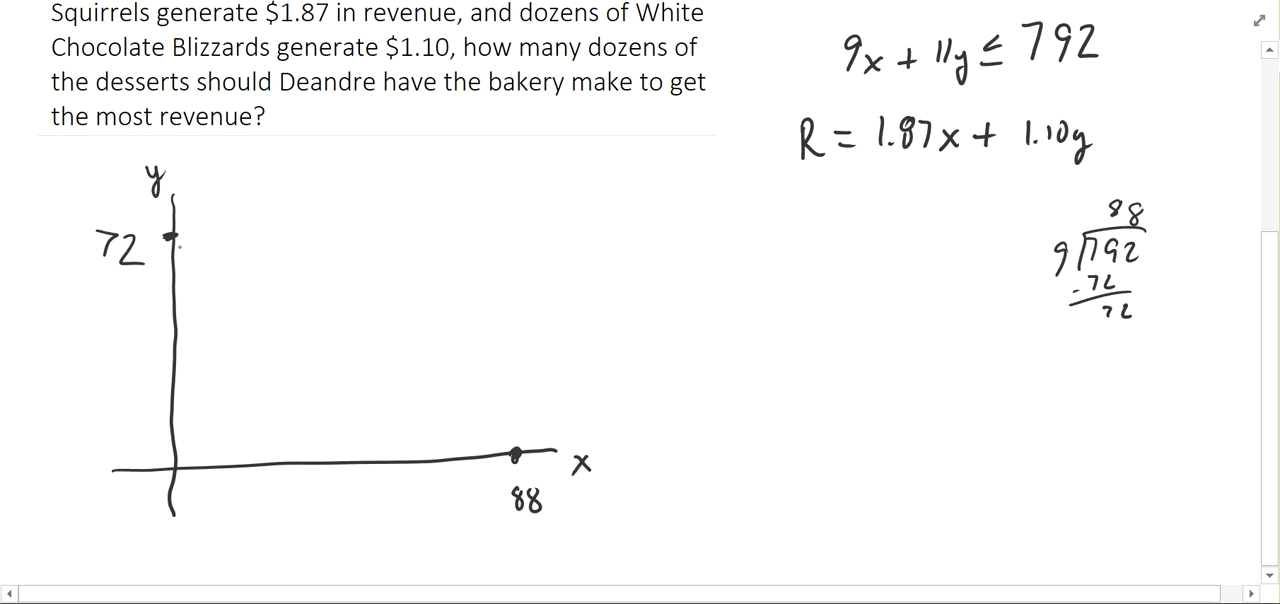 Squirrels generate $1.87 in revenue, and dozens of White
Chocolate Blizzards generate $1.10, how many dozens of
the desserts should Deandre have the bakery make to get
the most revenue?
9x + 11y ≤ 792
R = 1.87x + 1.10y
y
72
x
88
88
9 792
- 72
72